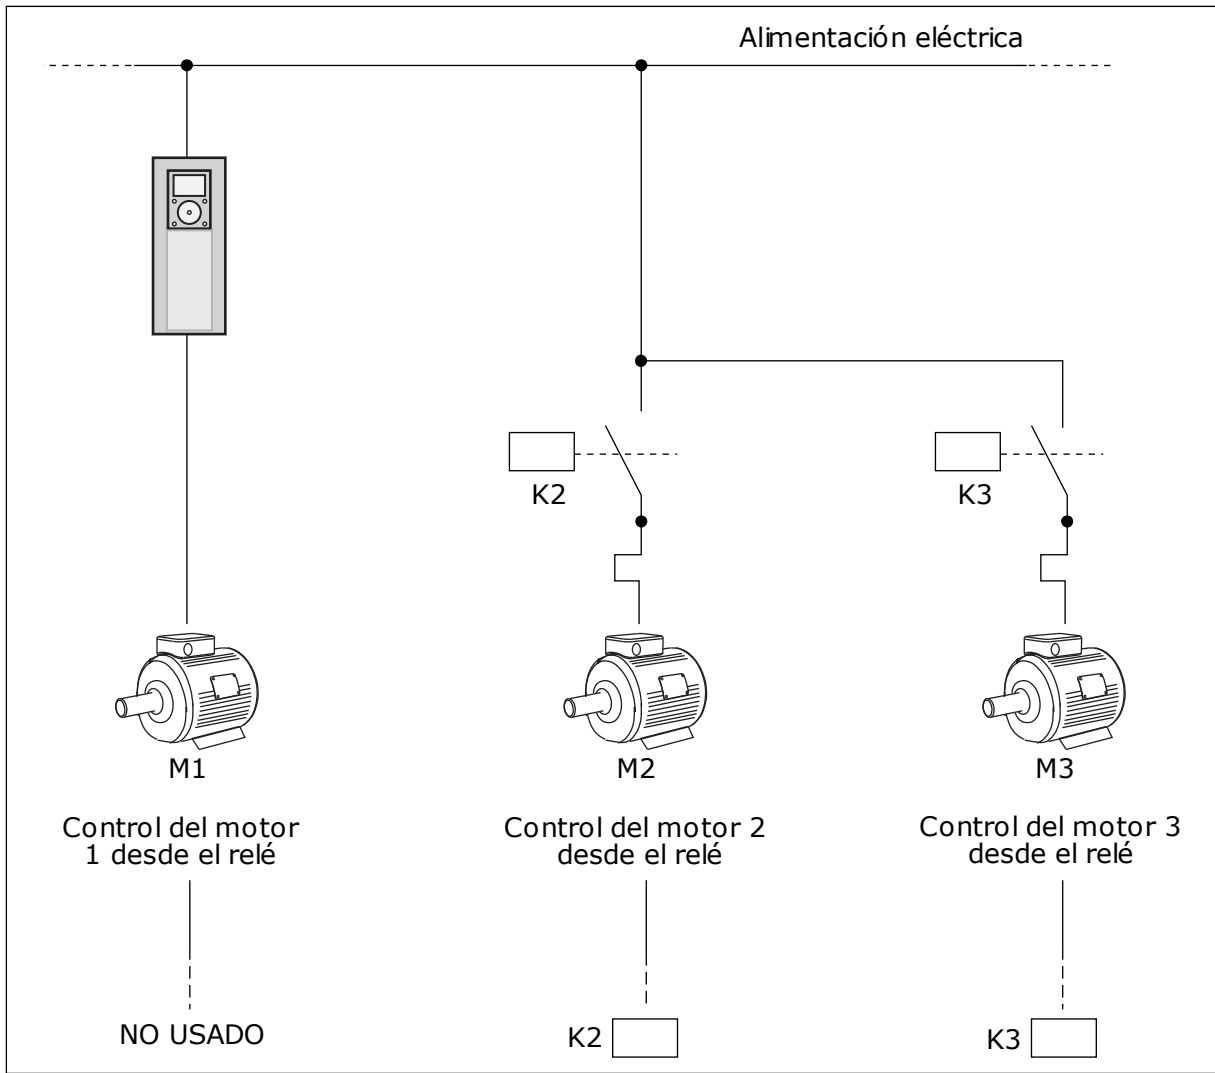 Alimentación eléctrica
K2
K3
M1
M2
M3
Control del motor
1 desde el relé
Control del motor 2
desde el relé
Control del motor 3
desde el relé
NO USADO
K2
K3